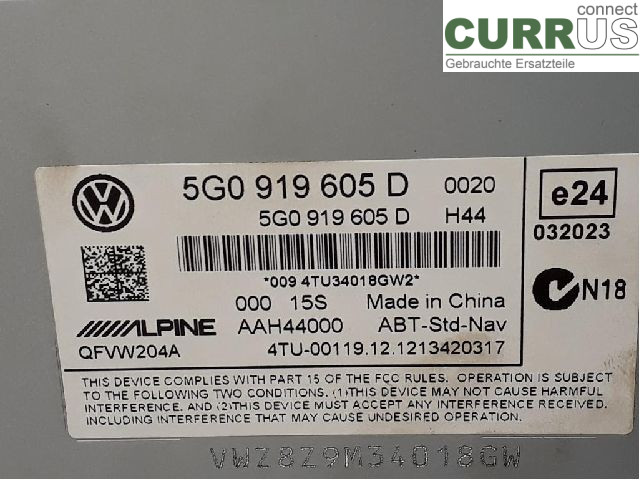 connect
CURRUS
Gebrauchte Ersatzteile
5G0 919 605 D 0020
5G0 919 605 D H44
e24
032023
*009 4TU34018GW2*
000 15S Made in China
N18
ALPINE AAH44000 ABT-Std-Nav
QFVW204A 4TU-00119.12.1213420317
THIS DEVICE COMPLIES WITH PART 15 OF THE FCC RULES. OPERATION IS SUBJECT
TO THE FOLLOWING TWO CONDITIONS. (1)THIS DEVICE MAY NOT CAUSE HARMFUL
INTERFERENCE. AND (2)THIS DEVICE MUST ACCEPT ANY INTERFERENCE RECEIVED.
INCLUDING INTERFERENCE THAT MAY CAUSE UNDESIRED OPERATION.
VWZ8Z9M34018GW